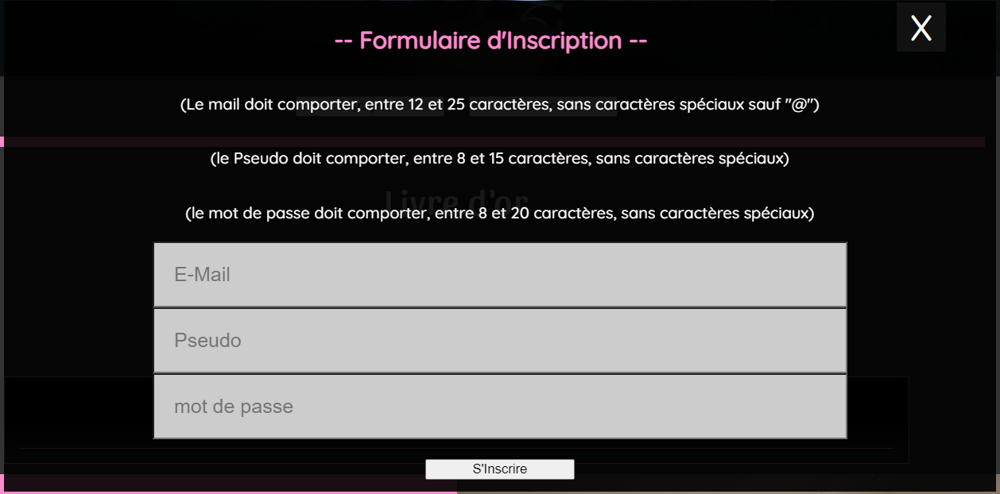 -- Formulaire d'Inscription --
X
(Le mail doit comporter, entre 12 et 25 caractères, sans caractères spéciaux sauf "@")
(le Pseudo doit comporter, entre 8 et 15 caractères, sans caractères spéciaux)
Livre d'or
(le mot de passe doit comporter, entre 8 et 20 caractères, sans caractères spéciaux)
E-Mail
Pseudo
mot de passe
S'Inscrire